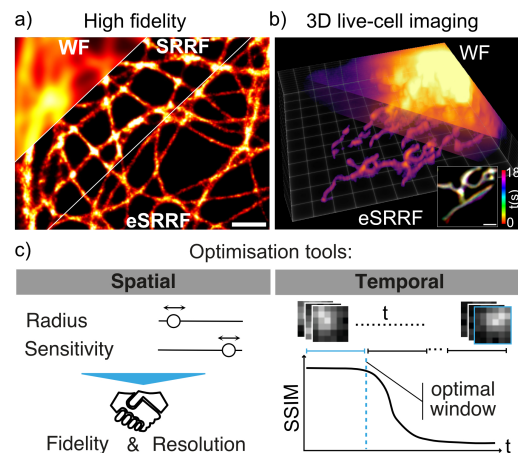 a) High fidelity
WF
SRRF
eSRRF
b) 3D live-cell imaging
WF
eSRRF
18
t(s)
0
c) Optimisation tools:
Spatial
Radius
Sensitivity
Fidelity & Resolution
Temporal
t
optimal
window
SSIM
t